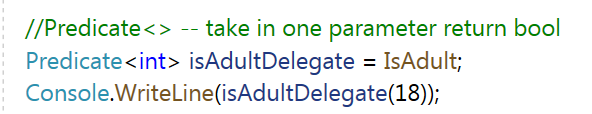 //Predicate<> -- take in one parameter return bool
Predicate<int> isAdultDelegate = IsAdult;
Console.WriteLine(isAdultDelegate(18));